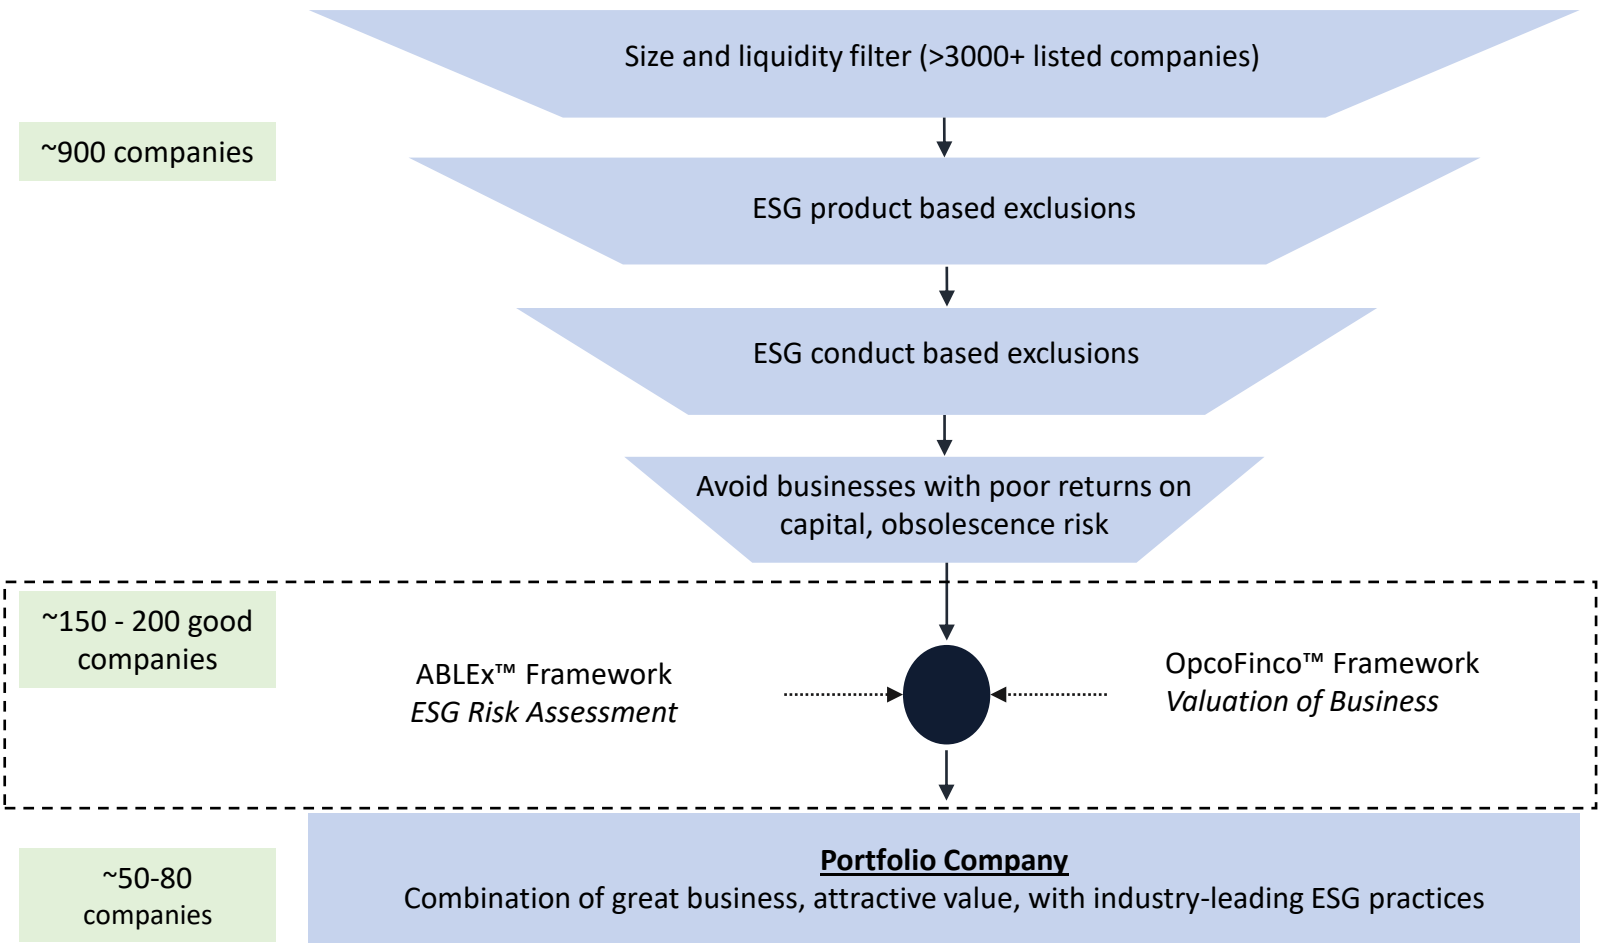 Size and liquidity filter (>3000+ listed companies)
~900 companies
ESG product based exclusions
ESG conduct based exclusions
Avoid businesses with poor returns on
capital, obsolescence risk
~150 - 200 good
companies
ABLEx™ Framework
ESG Risk Assessment
OpcoFinco™ Framework
Valuation of Business
~50-80
companies
Portfolio Company
Combination of great business, attractive value, with industry-leading ESG practices